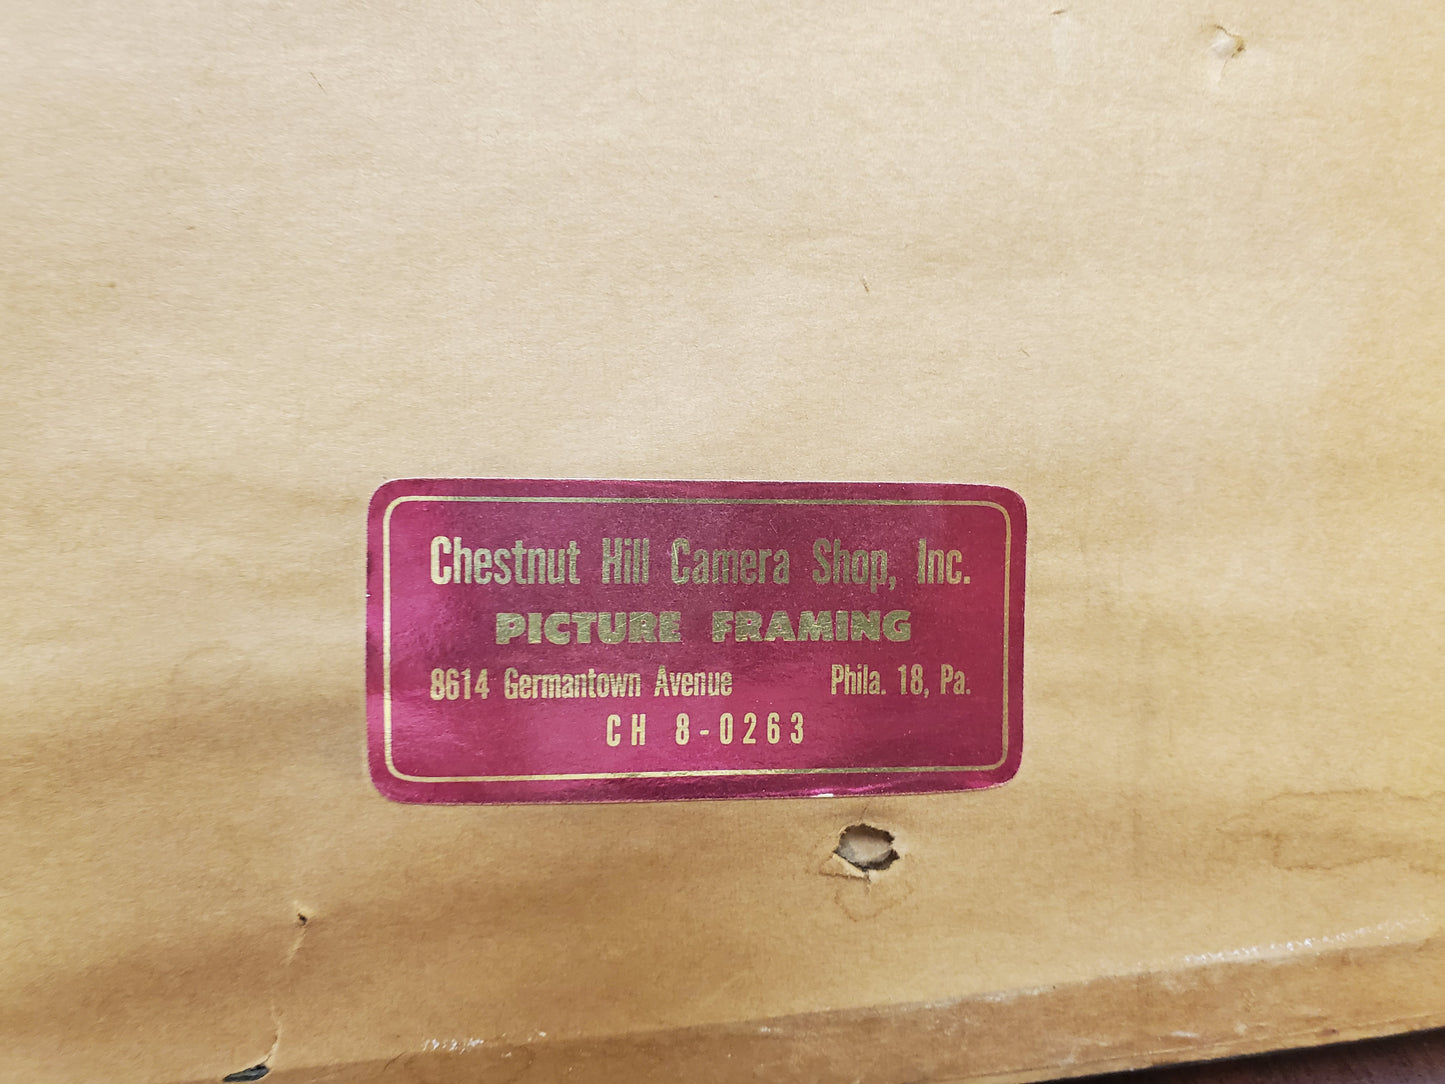 Chestnut Hill Camera Shop, Inc.
PICTURE FRAMING
8614 Germantown Avenue Phila. 18, Pa.
CH 8-0263